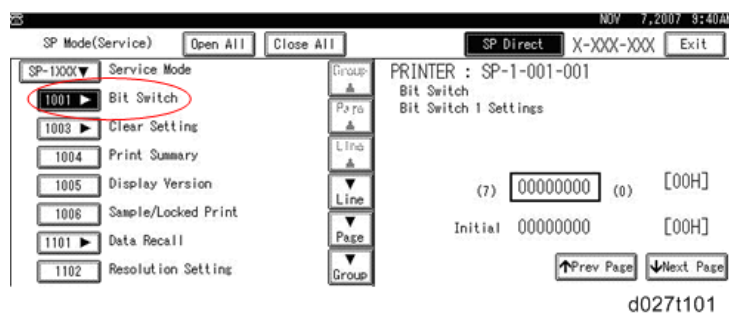 NOV 7,2007 9:40AM
SP Mode(Service) Open All Close All SP Direct X-XXX-XXX Exit
SP-1XXX▼ Service Mode
1001 ► Bit Switch
1003 ► Clear Setting
1004 Print Summary
1005 Display Version
1006 Sample/Locked Print
1101 ► Data Recall
1102 Resolution Setting
Group
▲
Page
▲
Line
▲
▼
Line
▼
Page
▼
Group
PRINTER : SP-1-001-001
Bit Switch
Bit Switch 1 Settings
(7) 00000000 (0) [00H]
Initial 00000000 [00H]
↑Prev Page ↓Next Page
d027t101